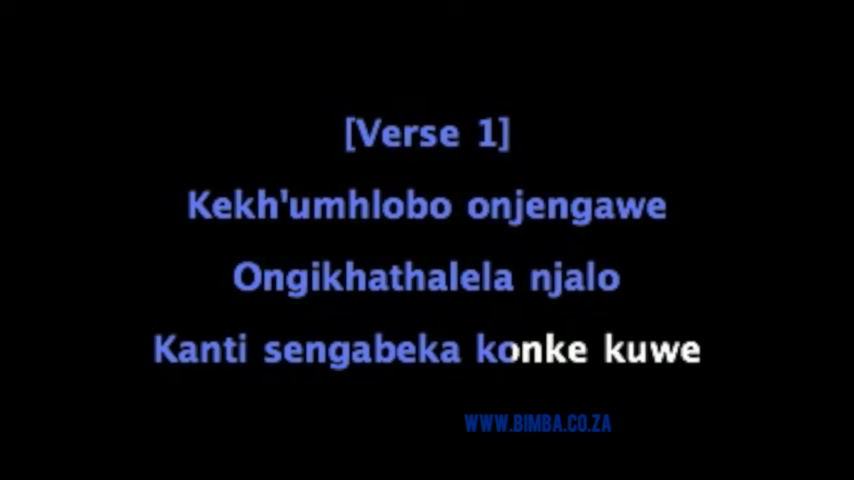 [Verse 1]
Kekh'umhlobo onjengawe
Ongikhathalela njalo
Kanti sengabeka konke kuwe
WWW.BIMBA.CO.ZA